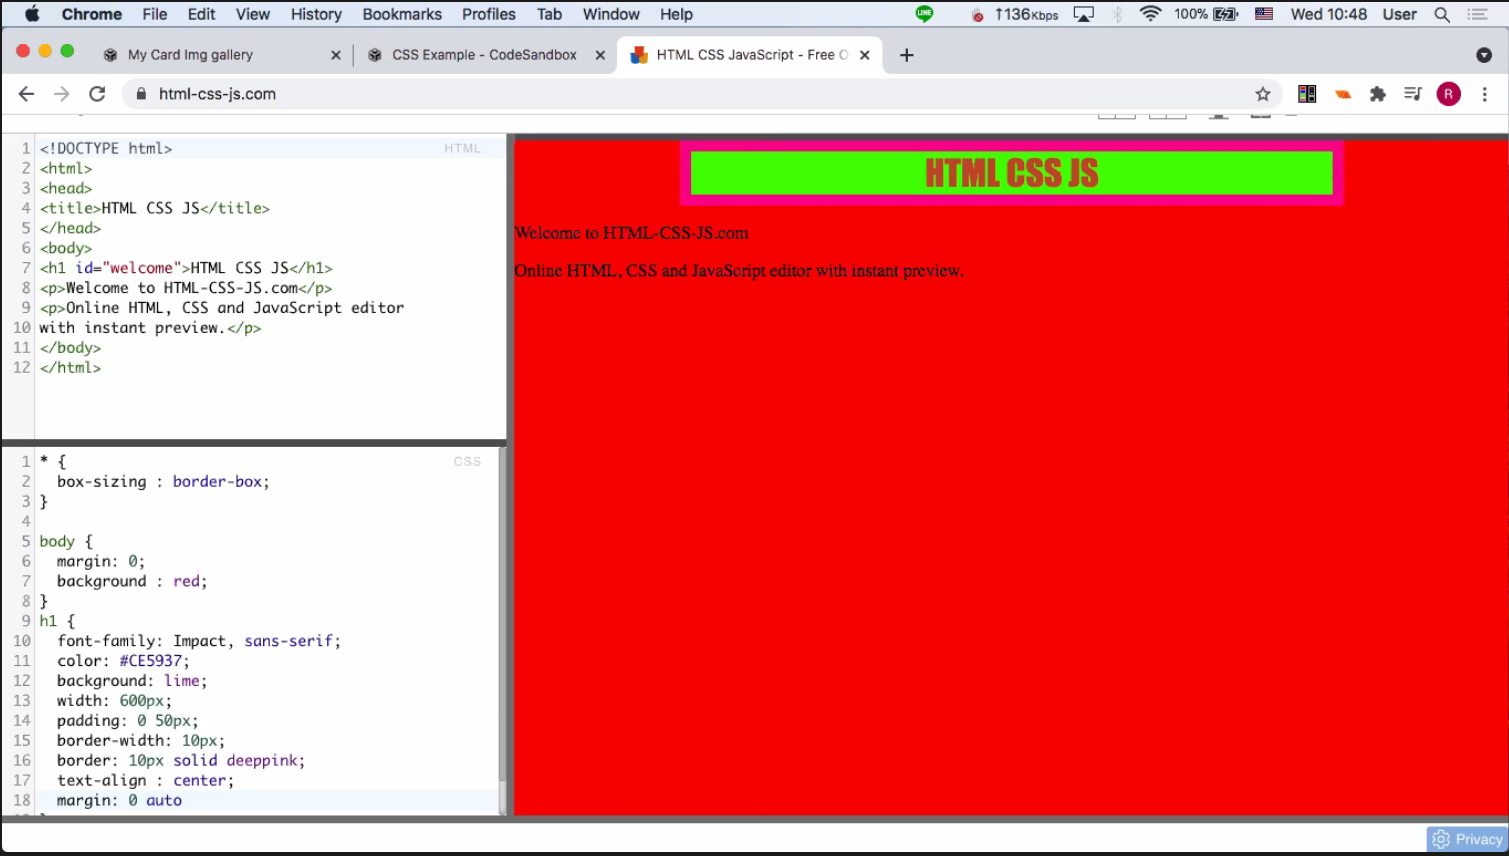 Chrome File Edit View History Bookmarks Profiles Tab Window Help LINE ↑136Kbps 100% Wed 10:48 User
My Card Img gallery CSS Example - CodeSandbox HTML CSS JavaScript - Free O
html-css-js.com R
HTML
1 <!DOCTYPE html>
2 <html>
3 <head>
4 <title>HTML CSS JS</title>
5 </head>
6 <body>
7 <h1 id="welcome">HTML CSS JS</h1>
8 <p>Welcome to HTML-CSS-JS.com</p>
9 <p>Online HTML, CSS and JavaScript editor
10 with instant preview.</p>
11 </body>
12 </html>
CSS
1 * {
2 box-sizing : border-box;
3 }
4
5 body {
6 margin: 0;
7 background : red;
8 }
9 h1 {
10 font-family: Impact, sans-serif;
11 color: #CE5937;
12 background: lime;
13 width: 600px;
14 padding: 0 50px;
15 border-width: 10px;
16 border: 10px solid deeppink;
17 text-align : center;
18 margin: 0 auto
HTML CSS JS
Welcome to HTML-CSS-JS.com
Online HTML, CSS and JavaScript editor with instant preview.
Privacy